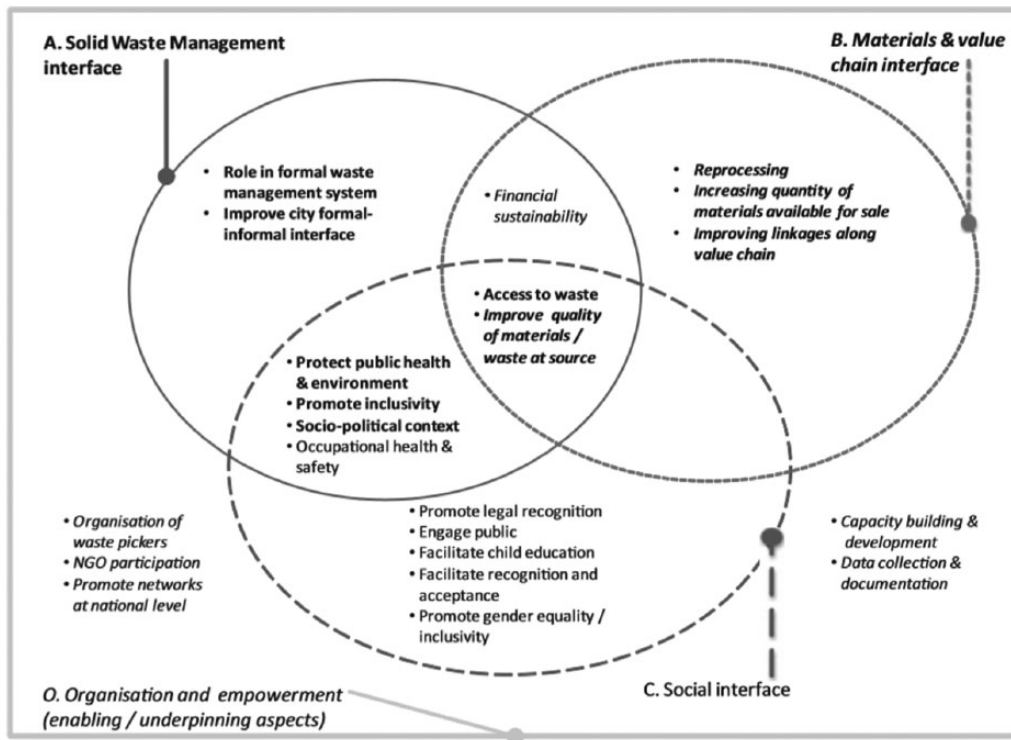 A. Solid Waste Management
interface
B. Materials & value
chain interface
• Role in formal waste
management system
• Improve city formal-
informal interface
• Financial
sustainability
• Reprocessing
• Increasing quantity of
materials available for sale
• Improving linkages along
value chain
• Access to waste
• Improve quality
of materials /
waste at source
• Protect public health
& environment
• Promote inclusivity
• Socio-political context
• Occupational health &
safety
• Organisation of
waste pickers
• NGO participation
• Promote networks
at national level
• Promote legal recognition
• Engage public
• Facilitate child education
• Facilitate recognition and
acceptance
• Promote gender equality /
inclusivity
• Capacity building &
development
• Data collection &
documentation
O. Organisation and empowerment
(enabling / underpinning aspects)
C. Social interface